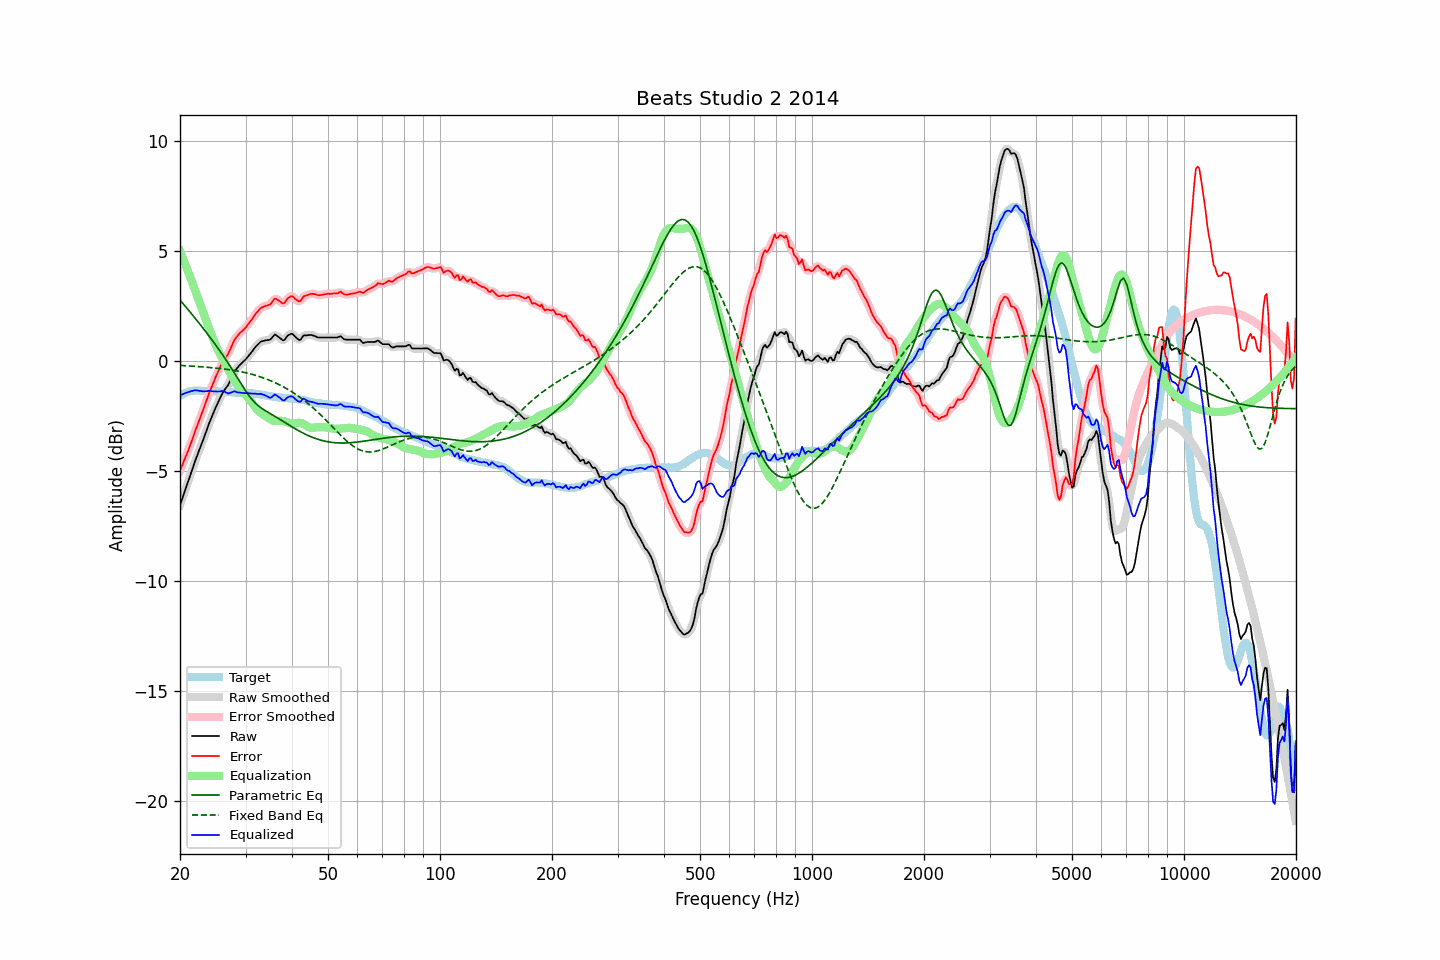 Beats Studio 2 2014
Amplitude (dBr)
10
5
0
−5
−10
−15
−20
Target
Raw Smoothed
Error Smoothed
Raw
Error
Equalization
Parametric Eq
Fixed Band Eq
Equalized
20 50 100 200 500 1000 2000 5000 10000 20000
Frequency (Hz)